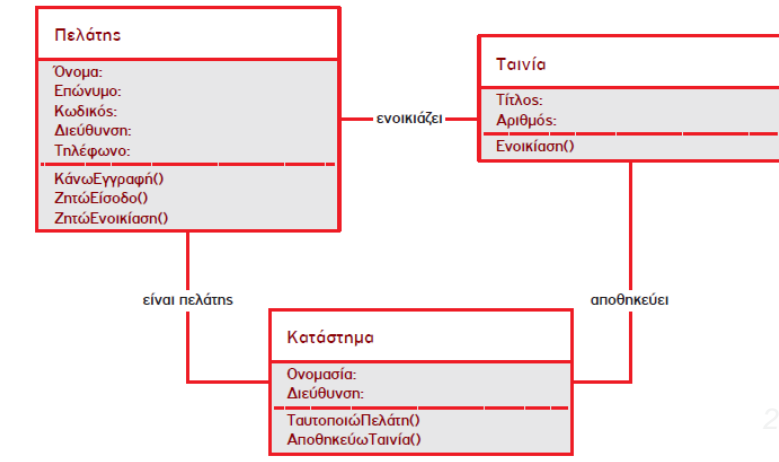 Πελάτης
Όνομα:
Επώνυμο:
Κωδικός:
Διεύθυνση:
Τηλέφωνο:
ΚάνωΕγγραφή()
ΖητώΕίσοδο()
ΖητώΕνοικίαση()
ενοικιάζει
Ταινία
Τίτλος:
Αριθμός:
Ενοικίαση()
είναι πελάτης
αποθηκεύει
Κατάστημα
Ονομασία:
Διεύθυνση:
ΤαυτοποιώΠελάτη()
ΑποθηκεύωΤαινία()
2